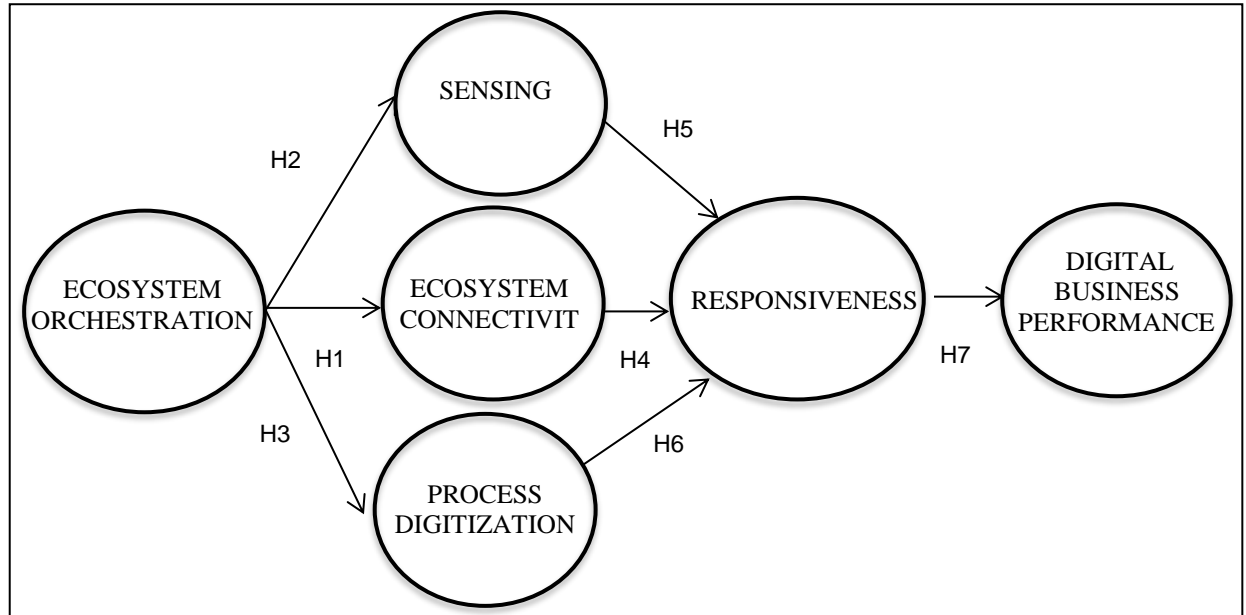 SENSING
H5
H2
ECOSYSTEM
ORCHESTRATION
ECOSYSTEM
CONNECTIVIT
RESPONSIVENESS
DIGITAL
BUSINESS
PERFORMANCE
H1
H4
H7
H3
H6
PROCESS
DIGITIZATION